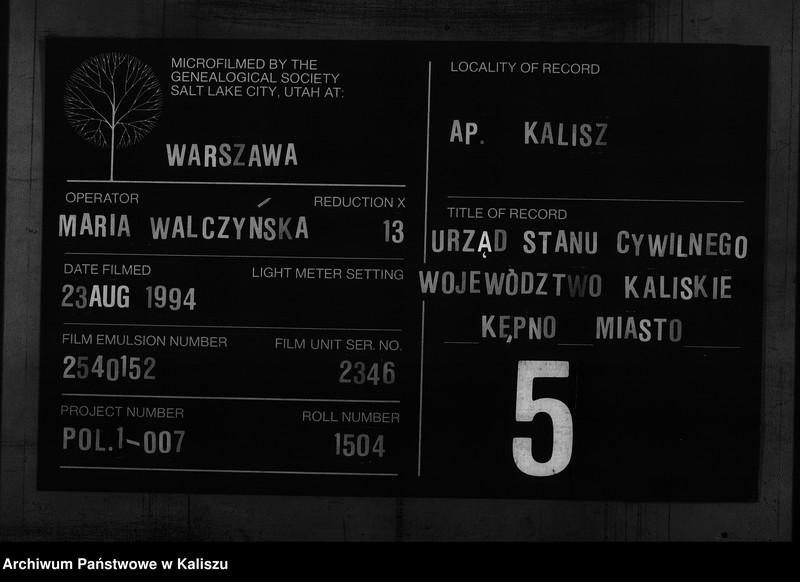 MICROFILMED BY THE
GENEALOGICAL SOCIETY
SALT LAKE CITY, UTAH AT:
WARSZAWA
OPERATOR REDUCTION X
MARIA WALCZYŃSKA 13
DATE FILMED LIGHT METER SETTING
23AUG 1994
FILM EMULSION NUMBER FILM UNIT SER. NO.
2540152 2346
PROJECT NUMBER ROLL NUMBER
POL.1-007 1504
LOCALITY OF RECORD
AP. KALISZ
TITLE OF RECORD
URZĄD STANU CYWILNEGO
WOJEWÒDZTWO KALISKIE
KĘPNO MIASTO
5
Archiwum Państwowe w Kaliszu